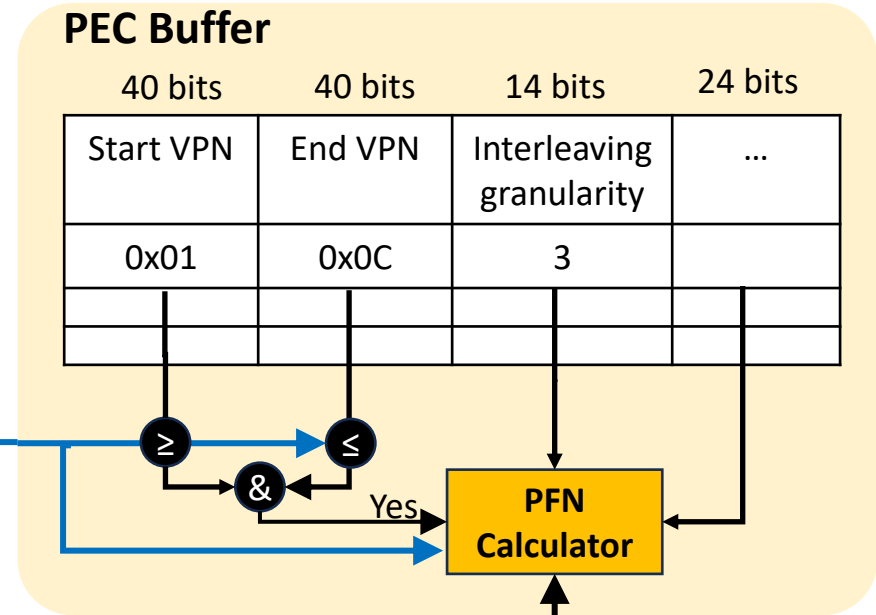 PEC Buffer
40 bits 40 bits 14 bits 24 bits
Start VPN End VPN Interleaving granularity ...
0x01 0x0C 3
≥ ≤
&
Yes
PFN
Calculator